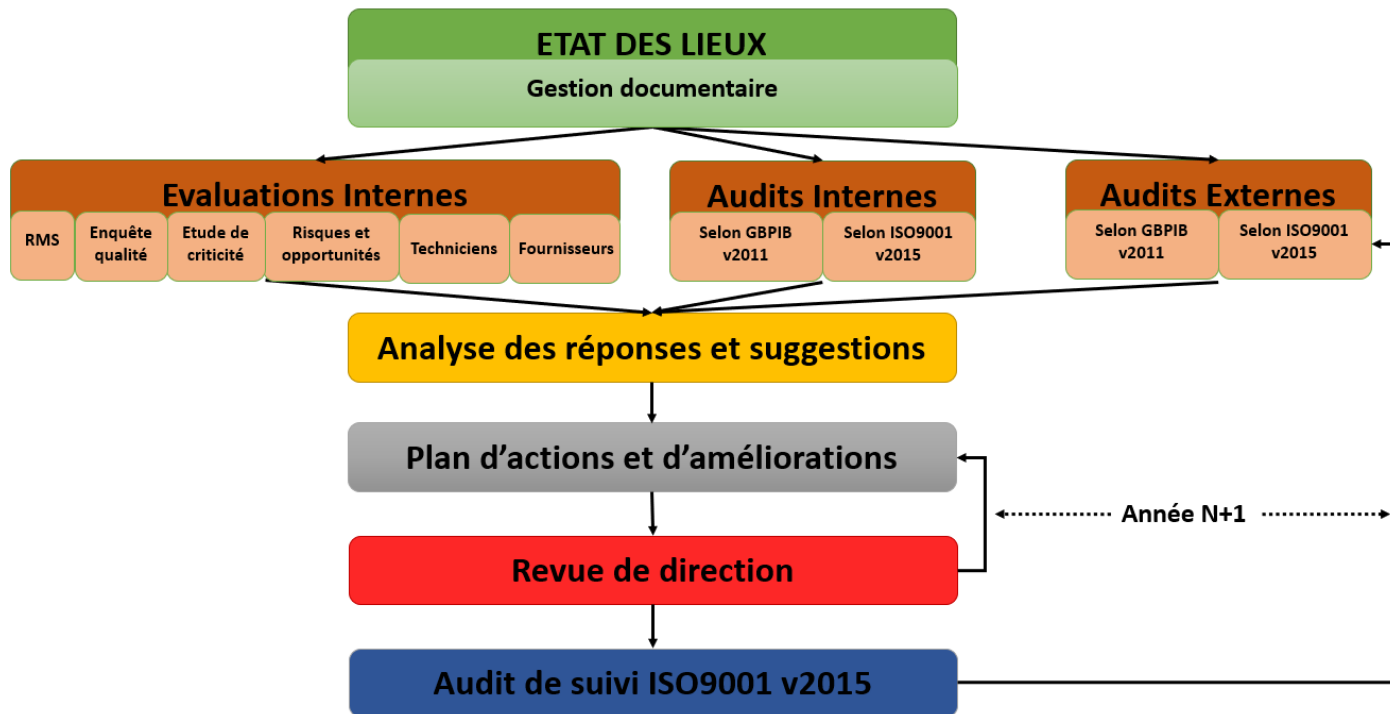 ETAT DES LIEUX
Gestion documentaire
Evaluations Internes
RMS
Enquête
qualité
Etude de
criticité
Risques et
opportunités
Techniciens
Fournisseurs
Audits Internes
Selon GBPIB
v2011
Selon ISO9001
v2015
Audits Externes
Selon GBPIB
v2011
Selon ISO9001
v2015
Analyse des réponses et suggestions
Plan d’actions et d’améliorations
Année N+1
Revue de direction
Audit de suivi ISO9001 v2015